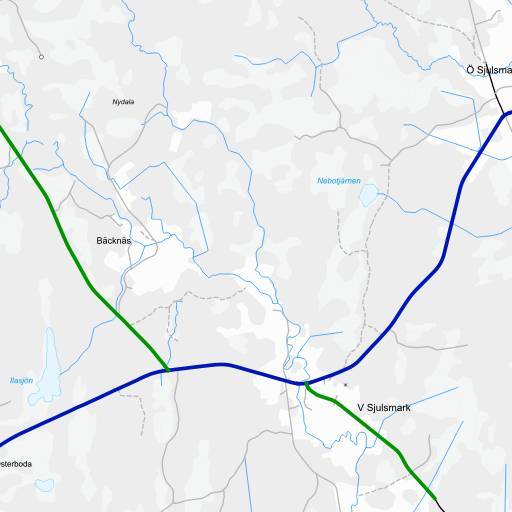 Ö Sjulsma
Nydala
Nebotjärnen
Bäcknäs
Ilasjön
V Sjulsmark
sterboda